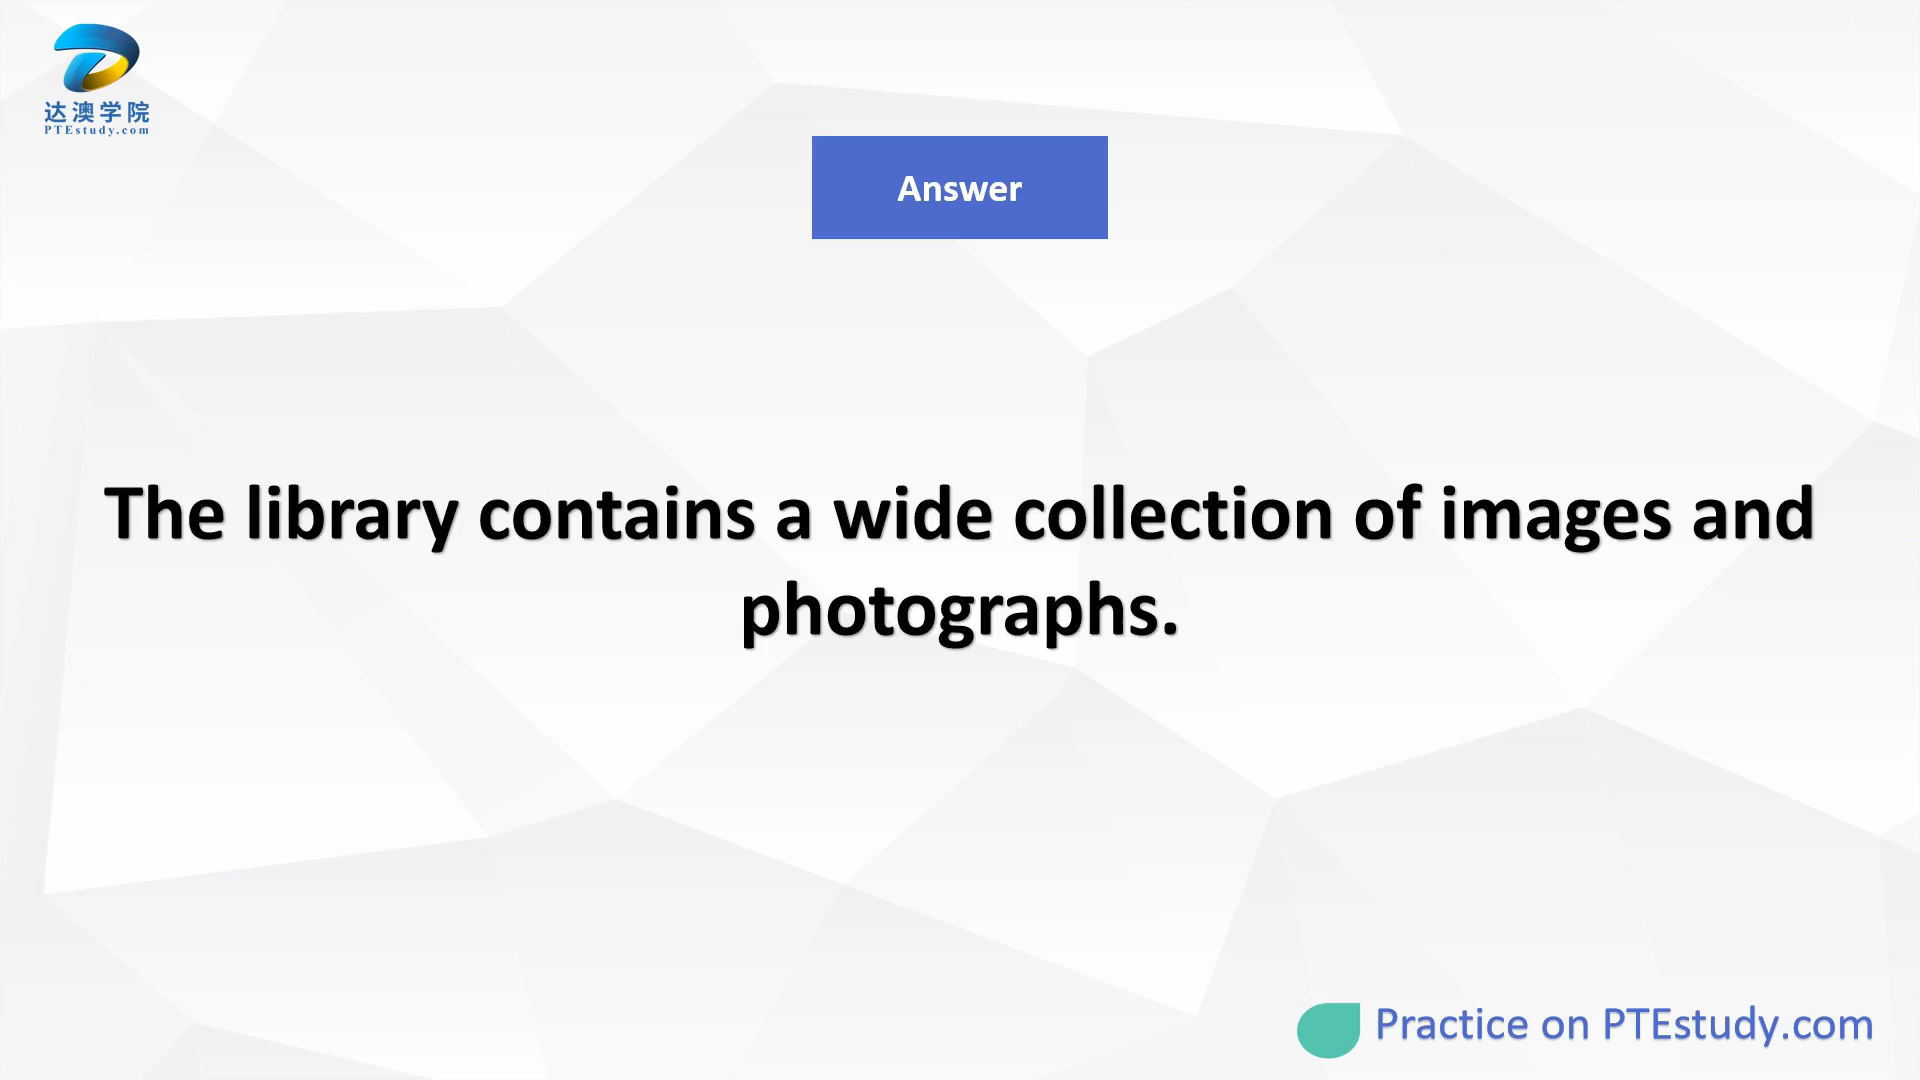 达澳学院
PTEstudy.com
Answer
The library contains a wide collection of images and
photographs.
Practice on PTEstudy.com